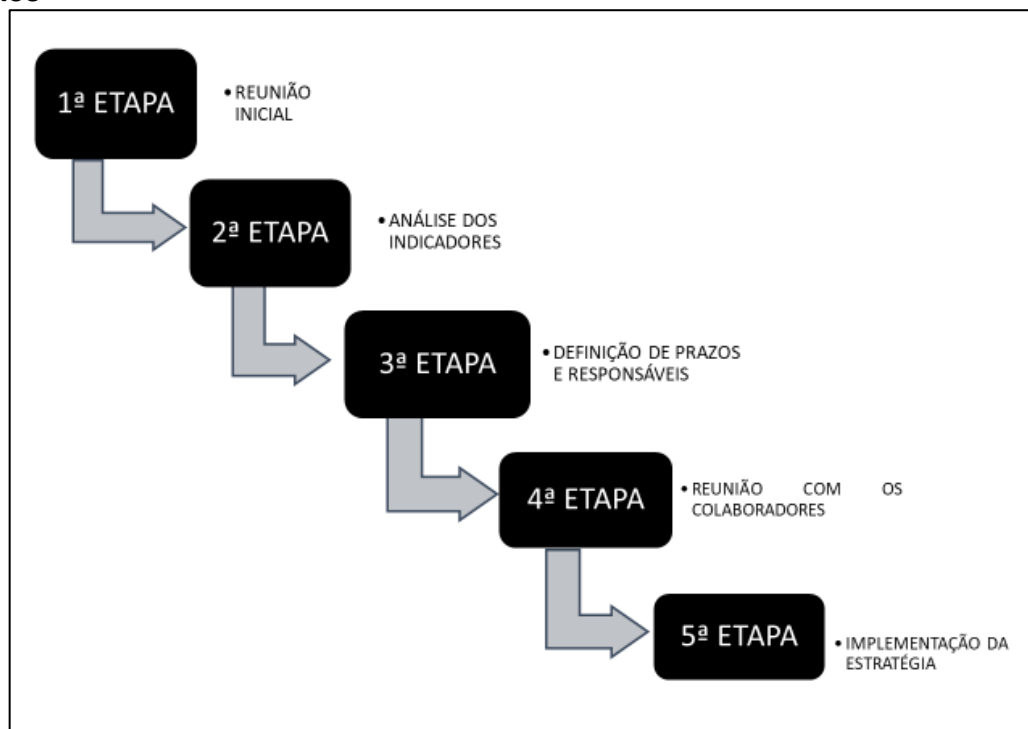 1ª ETAPA
• REUNIÃO
INICIAL
2ª ETAPA
• ANÁLISE DOS
INDICADORES
3ª ETAPA
• DEFINIÇÃO DE PRAZOS
E RESPONSÁVEIS
4ª ETAPA
• REUNIÃO COM OS
COLABORADORES
5ª ETAPA
• IMPLEMENTAÇÃO DA
ESTRATÉGIA